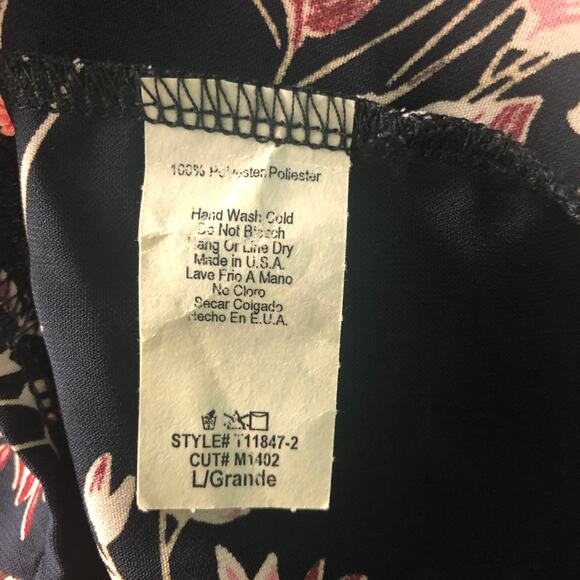 100% Polyester Poliester
Hand Wash Cold
Do Not Bleach
Hang Or Line Dry
Made in U.S.A.
Lave Frio A Mano
No Cloro
Secar Colgado
Hecho En E.U.A.
STYLE# T11847-2
CUT# M1402
L/Grande